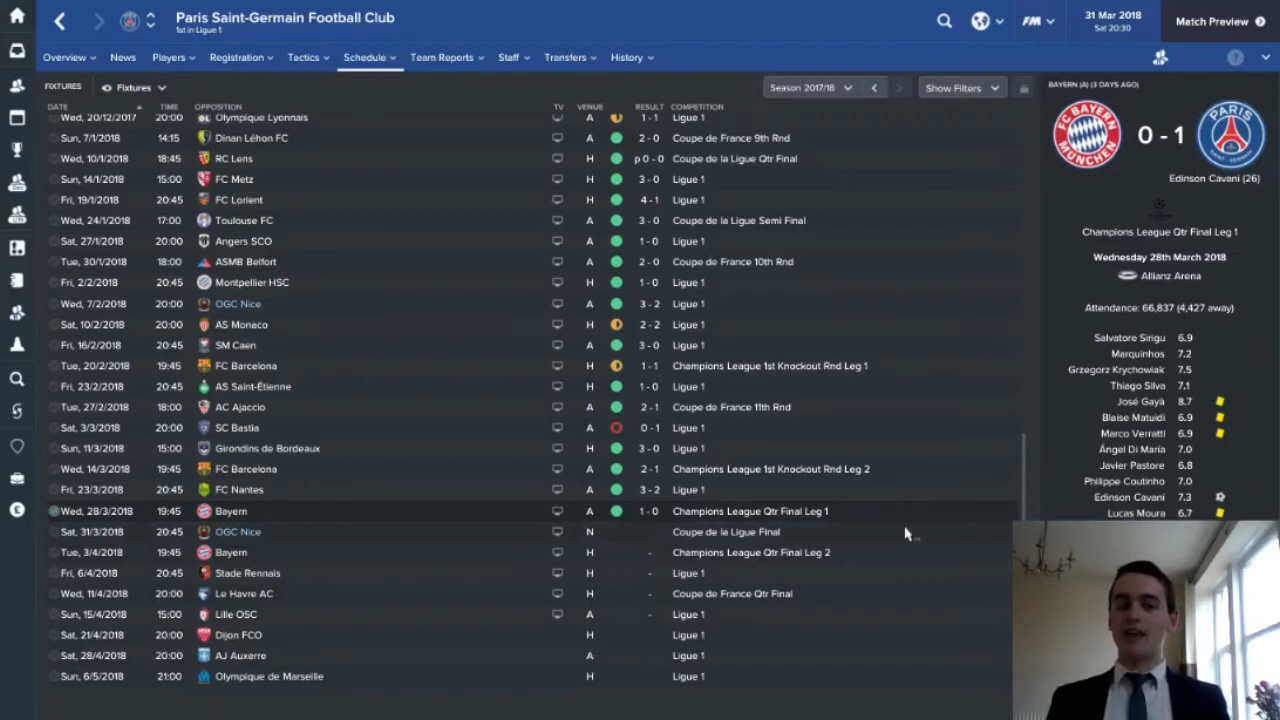 Paris Saint-Germain Football Club
1st in Ligue 1
FM
31 Mar 2018
Sat 20:30
Match Preview
Overview News Players Registration Tactics Schedule Team Reports Staff Transfers History
FIXTURES Fixtures Season 2017/18 Show Filters
DATE TIME OPPOSITION TV VENUE RESULT COMPETITION
Wed, 20/12/2017 20:00 Olympique Lyonnais A 1 - 1 Ligue 1
Sun, 7/1/2018 14:15 Dinan Léhon FC A 2 - 0 Coupe de France 9th Rnd
Wed, 10/1/2018 18:45 RC Lens H p 0 - 0 Coupe de la Ligue Qtr Final
Sun, 14/1/2018 15:00 FC Metz H 3 - 0 Ligue 1
Fri, 19/1/2018 20:45 FC Lorient H 4 - 1 Ligue 1
Wed, 24/1/2018 17:00 Toulouse FC A 3 - 0 Coupe de la Ligue Semi Final
Sat, 27/1/2018 20:00 Angers SCO A 1 - 0 Ligue 1
Tue, 30/1/2018 18:00 ASMB Belfort A 2 - 0 Coupe de France 10th Rnd
Fri, 2/2/2018 20:45 Montpellier HSC H 1 - 0 Ligue 1
Wed, 7/2/2018 20:00 OGC Nice A 3 - 2 Ligue 1
Sat, 10/2/2018 20:00 AS Monaco H 2 - 2 Ligue 1
Fri, 16/2/2018 20:45 SM Caen A 3 - 0 Ligue 1
Tue, 20/2/2018 19:45 FC Barcelona H 1 - 1 Champions League 1st Knockout Rnd Leg 1
Fri, 23/2/2018 20:45 AS Saint-Étienne H 1 - 0 Ligue 1
Tue, 27/2/2018 18:00 AC Ajaccio A 2 - 1 Coupe de France 11th Rnd
Sat, 3/3/2018 20:00 SC Bastia A 0 - 1 Ligue 1
Sun, 11/3/2018 15:00 Girondins de Bordeaux H 3 - 0 Ligue 1
Wed, 14/3/2018 19:45 FC Barcelona A 2 - 1 Champions League 1st Knockout Rnd Leg 2
Fri, 23/3/2018 20:45 FC Nantes A 3 - 2 Ligue 1
Wed, 28/3/2018 19:45 Bayern A 1 - 0 Champions League Qtr Final Leg 1
Sat, 31/3/2018 20:45 OGC Nice N Coupe de la Ligue Final
Tue, 3/4/2018 19:45 Bayern H - Champions League Qtr Final Leg 2
Fri, 6/4/2018 20:45 Stade Rennais H - Ligue 1
Wed, 11/4/2018 20:00 Le Havre AC H - Coupe de France Qtr Final
Sun, 15/4/2018 15:00 Lille OSC A - Ligue 1
Sat, 21/4/2018 20:00 Dijon FCO H Ligue 1
Sat, 28/4/2018 20:00 AJ Auxerre A Ligue 1
Sun, 6/5/2018 21:00 Olympique de Marseille H Ligue 1
BAYERN (A) (3 DAYS AGO)
FC BAYERN MÜNCHEN 0 - 1 PARIS SAINT-GERMAIN
Edinson Cavani (26)
Champions League Qtr Final Leg 1
Wednesday 28th March 2018
Allianz Arena
Attendance: 66,837 (4,427 away)
Salvatore Sirigu 6.9
Marquinhos 7.2
Grzegorz Krychowiak 7.5
Thiago Silva 7.1
José Gayà 8.7
Blaise Matuidi 6.9
Marco Verratti 6.9
Ángel Di María 7.0
Javier Pastore 6.8
Philippe Coutinho 7.0
Edinson Cavani 7.3
Lucas Moura 6.7